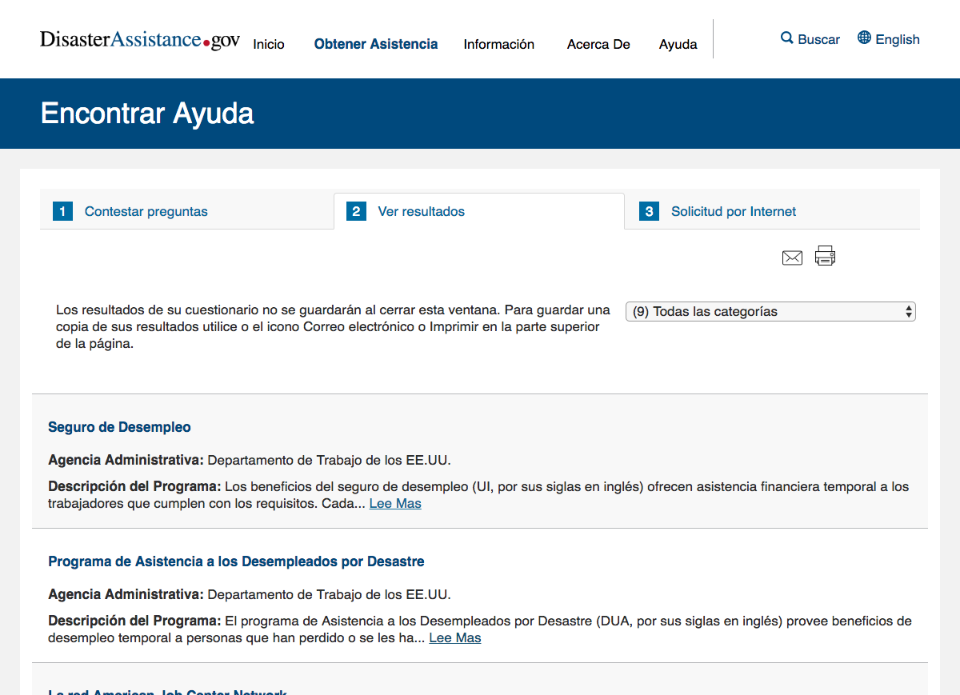 DisasterAssistance.gov
Inicio
Obtener Asistencia
Información
Acerca De
Ayuda
Buscar
English
Encontrar Ayuda
1 Contestar preguntas
2 Ver resultados
3 Solicitud por Internet
Los resultados de su cuestionario no se guardarán al cerrar esta ventana. Para guardar una
copia de sus resultados utilice o el icono Correo electrónico o Imprimir en la parte superior
de la página.
(9) Todas las categorías
Seguro de Desempleo
Agencia Administrativa: Departamento de Trabajo de los EE.UU.
Descripción del Programa: Los beneficios del seguro de desempleo (UI, por sus siglas en inglés) ofrecen asistencia financiera temporal a los
trabajadores que cumplen con los requisitos. Cada... Lee Mas
Programa de Asistencia a los Desempleados por Desastre
Agencia Administrativa: Departamento de Trabajo de los EE.UU.
Descripción del Programa: El programa de Asistencia a los Desempleados por Desastre (DUA, por sus siglas en inglés) provee beneficios de
desempleo temporal a personas que han perdido o se les ha... Lee Mas
La red American Job Center Network